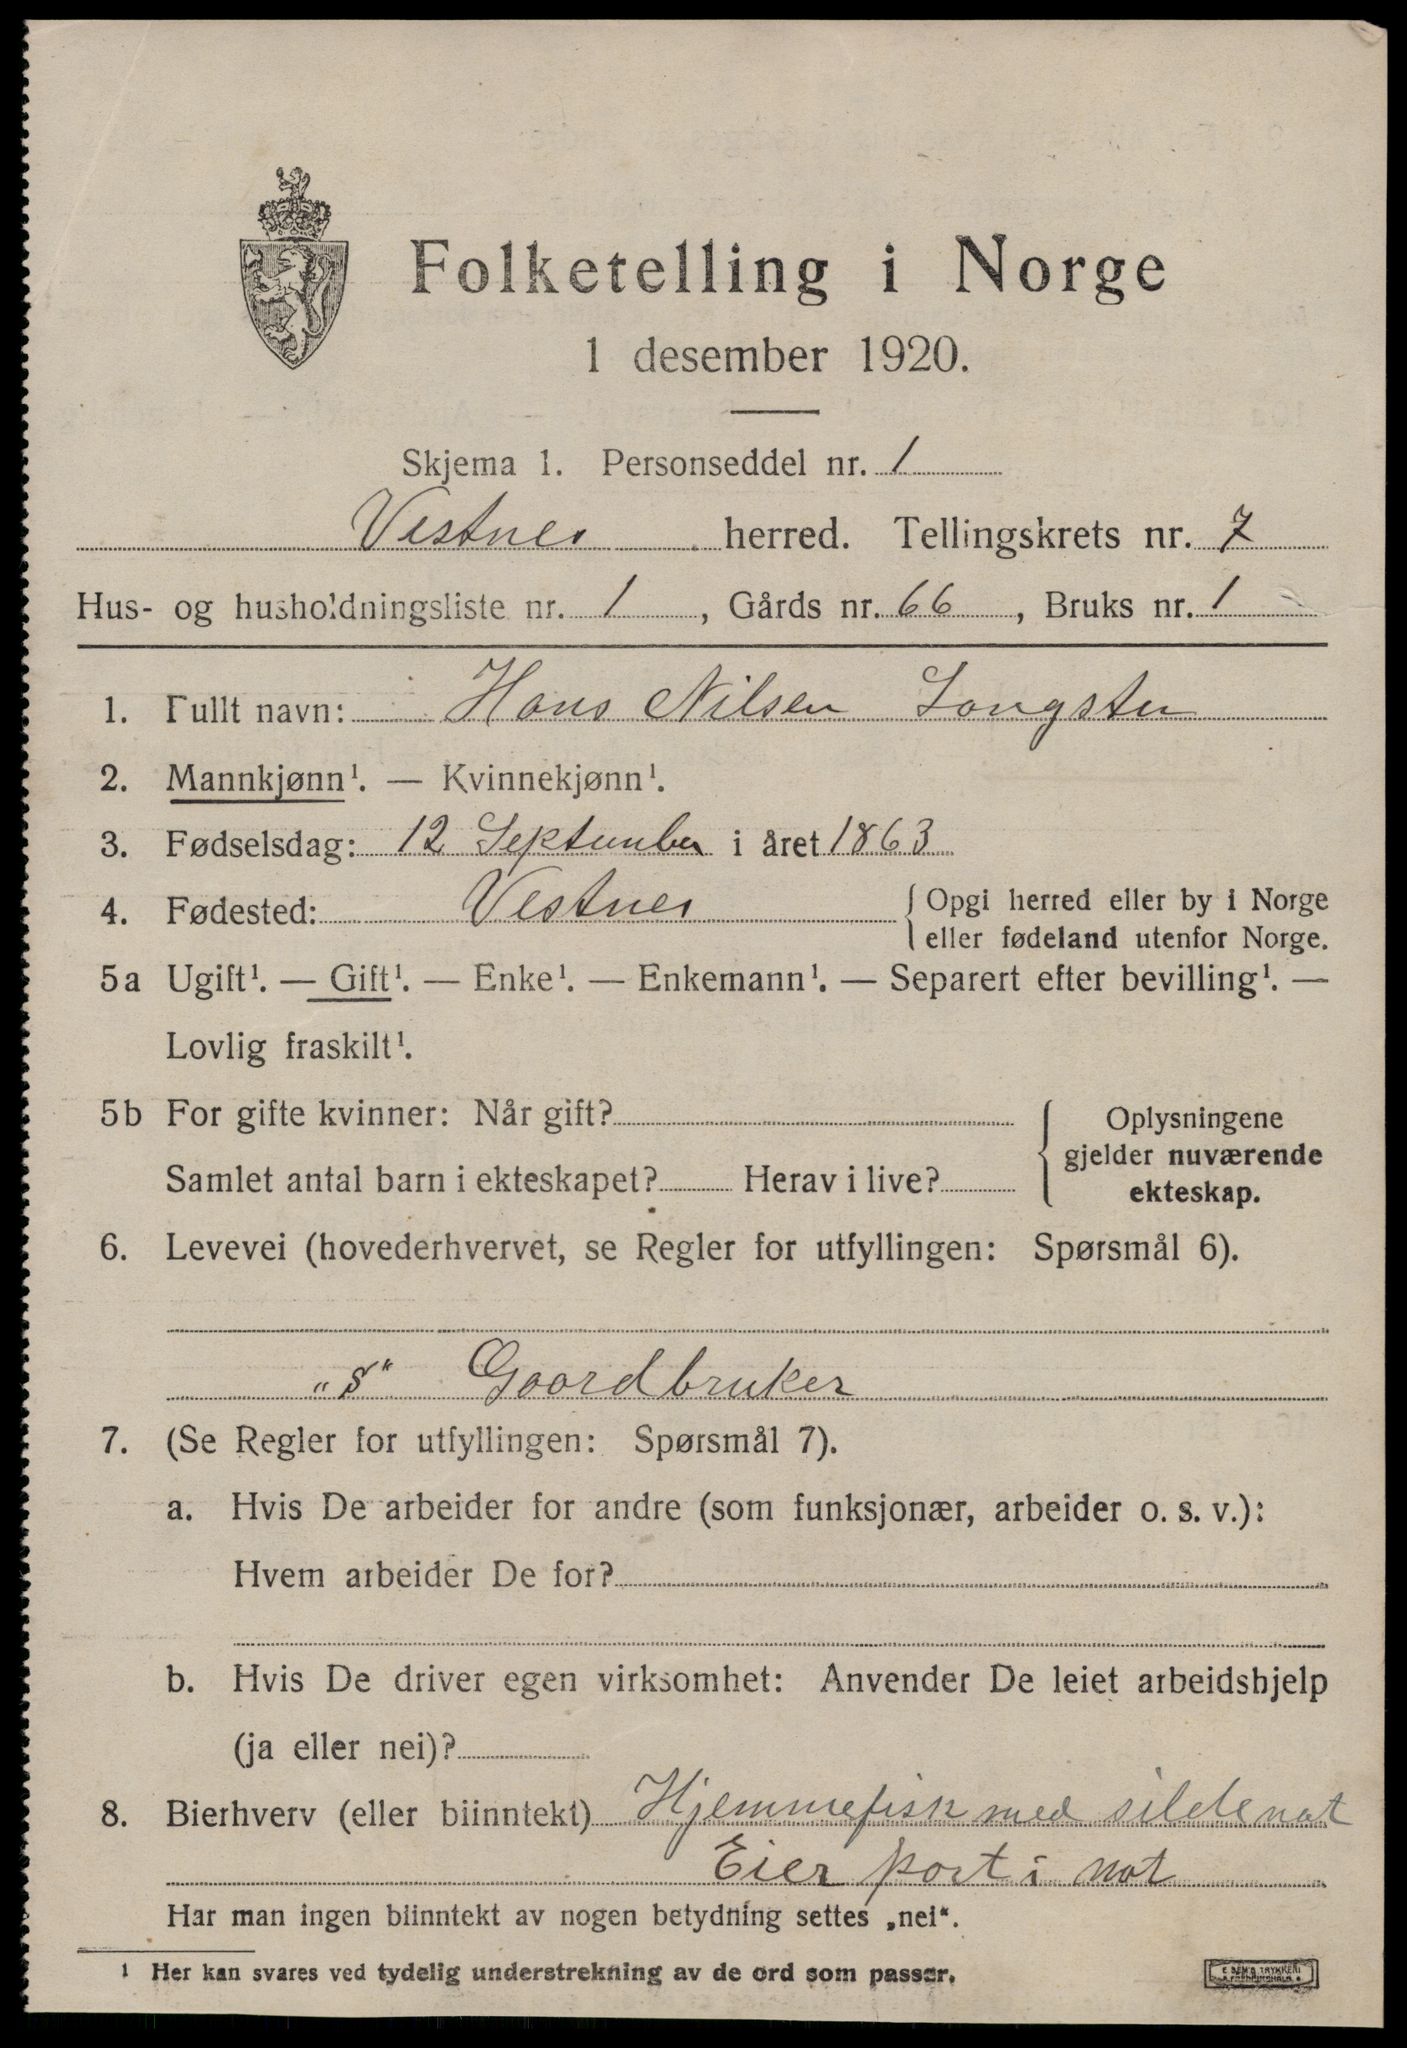 Folketelling i Norge
1 desember 1920.
Skjema 1. Personseddel nr. 1
Vestnes herred. Tellingskrets nr. 7
Hus- og husholdningsliste nr. 1, Gårds nr. 66, Bruks nr. 1
1. Fullt navn: Hans Nilsen
2. Mannkjønn¹. — Kvinnekjønn¹.
3. Fødselsdag: 12 September i året 1863
4. Fødested: Vestnes { Opgi herred eller by i Norge
eller fødeland utenfor Norge.
5a Ugift¹. — Gift¹. — Enke¹. — Enkemann¹. — Separert efter bevilling¹. —
Lovlig fraskilt¹.
5b For gifte kvinner: Når gift?
Samlet antal barn i ekteskapet? Herav i live?
{ Oplysningene
gjelder nuværende
ekteskap.
6. Levevei (hovederhvervet, se Regler for utfyllingen: Spørsmål 6).
„S“ Gaardbruker
7. (Se Regler for utfyllingen: Spørsmål 7).
a. Hvis De arbeider for andre (som funksjonær, arbeider o. s. v.):
Hvem arbeider De for?
b. Hvis De driver egen virksomhet: Anvender De leiet arbeidshjelp
(ja eller nei)?
8. Bierhverv (eller biinntekt) Hjemmefisk med sildenot
Eier part i not
Har man ingen biinntekt av nogen betydning settes „nei“.
¹ Her kan svares ved tydelig understrekning av de ord som passer.